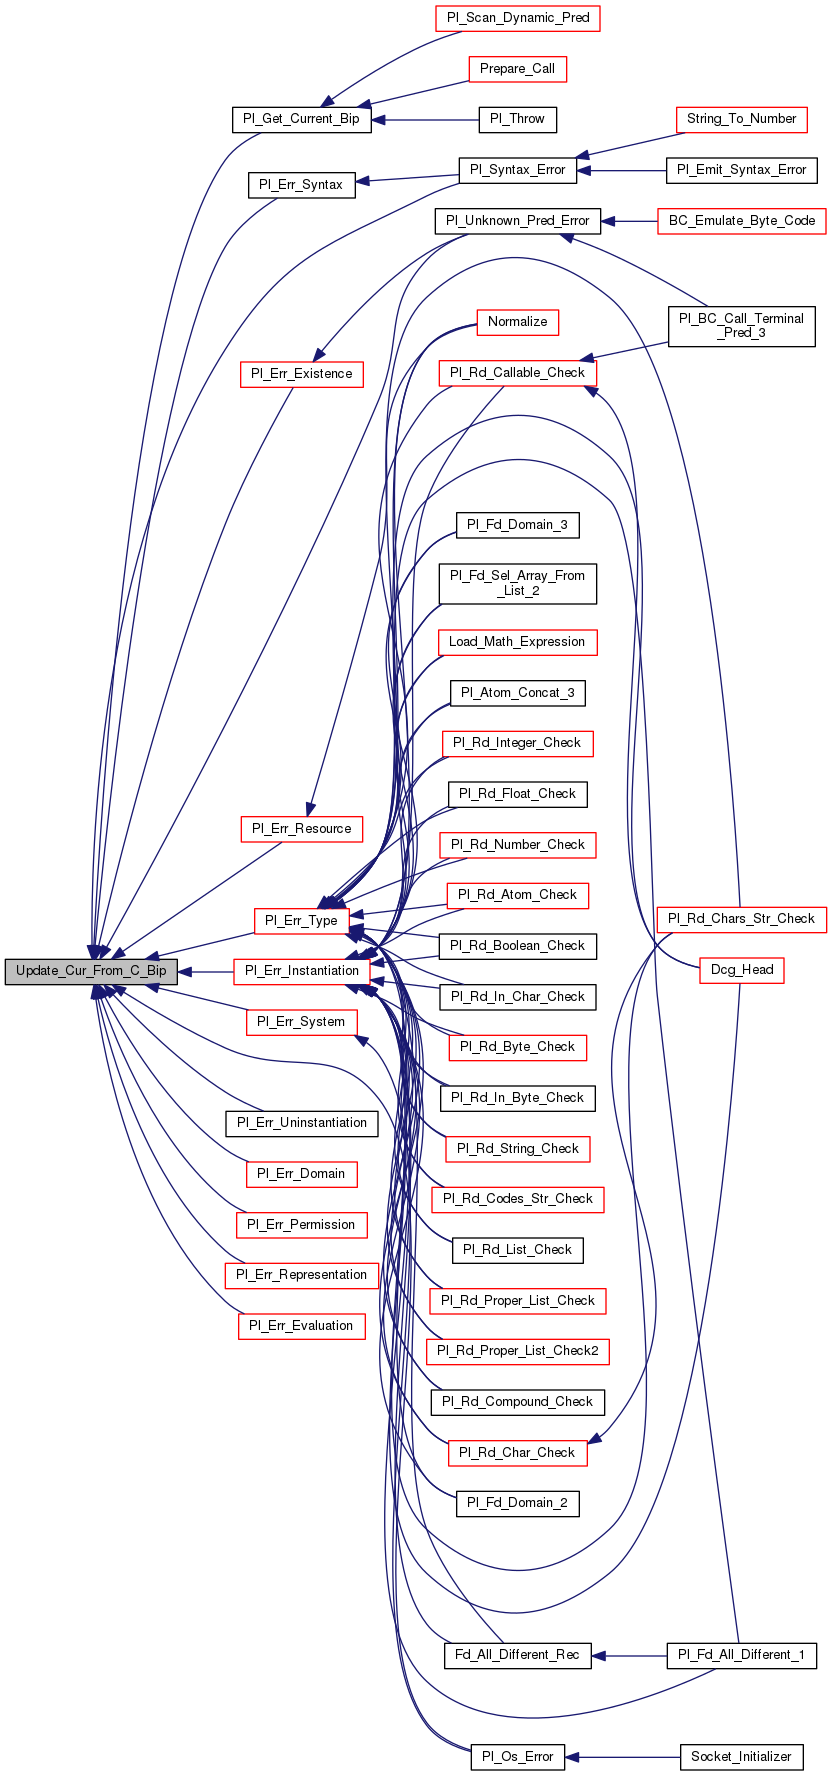 Pl_Scan_Dynamic_Pred
Prepare_Call
Pl_Get_Current_Bip
Pl_Throw
String_To_Number
Pl_Syntax_Error
Pl_Emit_Syntax_Error
Pl_Err_Syntax
Pl_Unknown_Pred_Error
BC_Emulate_Byte_Code
Pl_BC_Call_Terminal
_Pred_3
Normalize
Pl_Err_Existence
Pl_Rd_Callable_Check
Pl_Fd_Domain_3
Pl_Fd_Sel_Array_From
_List_2
Load_Math_Expression
Pl_Atom_Concat_3
Pl_Rd_Integer_Check
Pl_Rd_Float_Check
Pl_Err_Resource
Pl_Rd_Number_Check
Pl_Rd_Atom_Check
Pl_Err_Type
Pl_Rd_Chars_Str_Check
Pl_Rd_Boolean_Check
Update_Cur_From_C_Bip
Pl_Err_Instantiation
Dcg_Head
Pl_Rd_In_Char_Check
Pl_Err_System
Pl_Rd_Byte_Check
Pl_Rd_In_Byte_Check
Pl_Err_Uninstantiation
Pl_Rd_String_Check
Pl_Err_Domain
Pl_Rd_Codes_Str_Check
Pl_Err_Permission
Pl_Rd_List_Check
Pl_Err_Representation
Pl_Rd_Proper_List_Check
Pl_Err_Evaluation
Pl_Rd_Proper_List_Check2
Pl_Rd_Compound_Check
Pl_Rd_Char_Check
Pl_Fd_Domain_2
Fd_All_Different_Rec
Pl_Fd_All_Different_1
Pl_Os_Error
Socket_Initializer